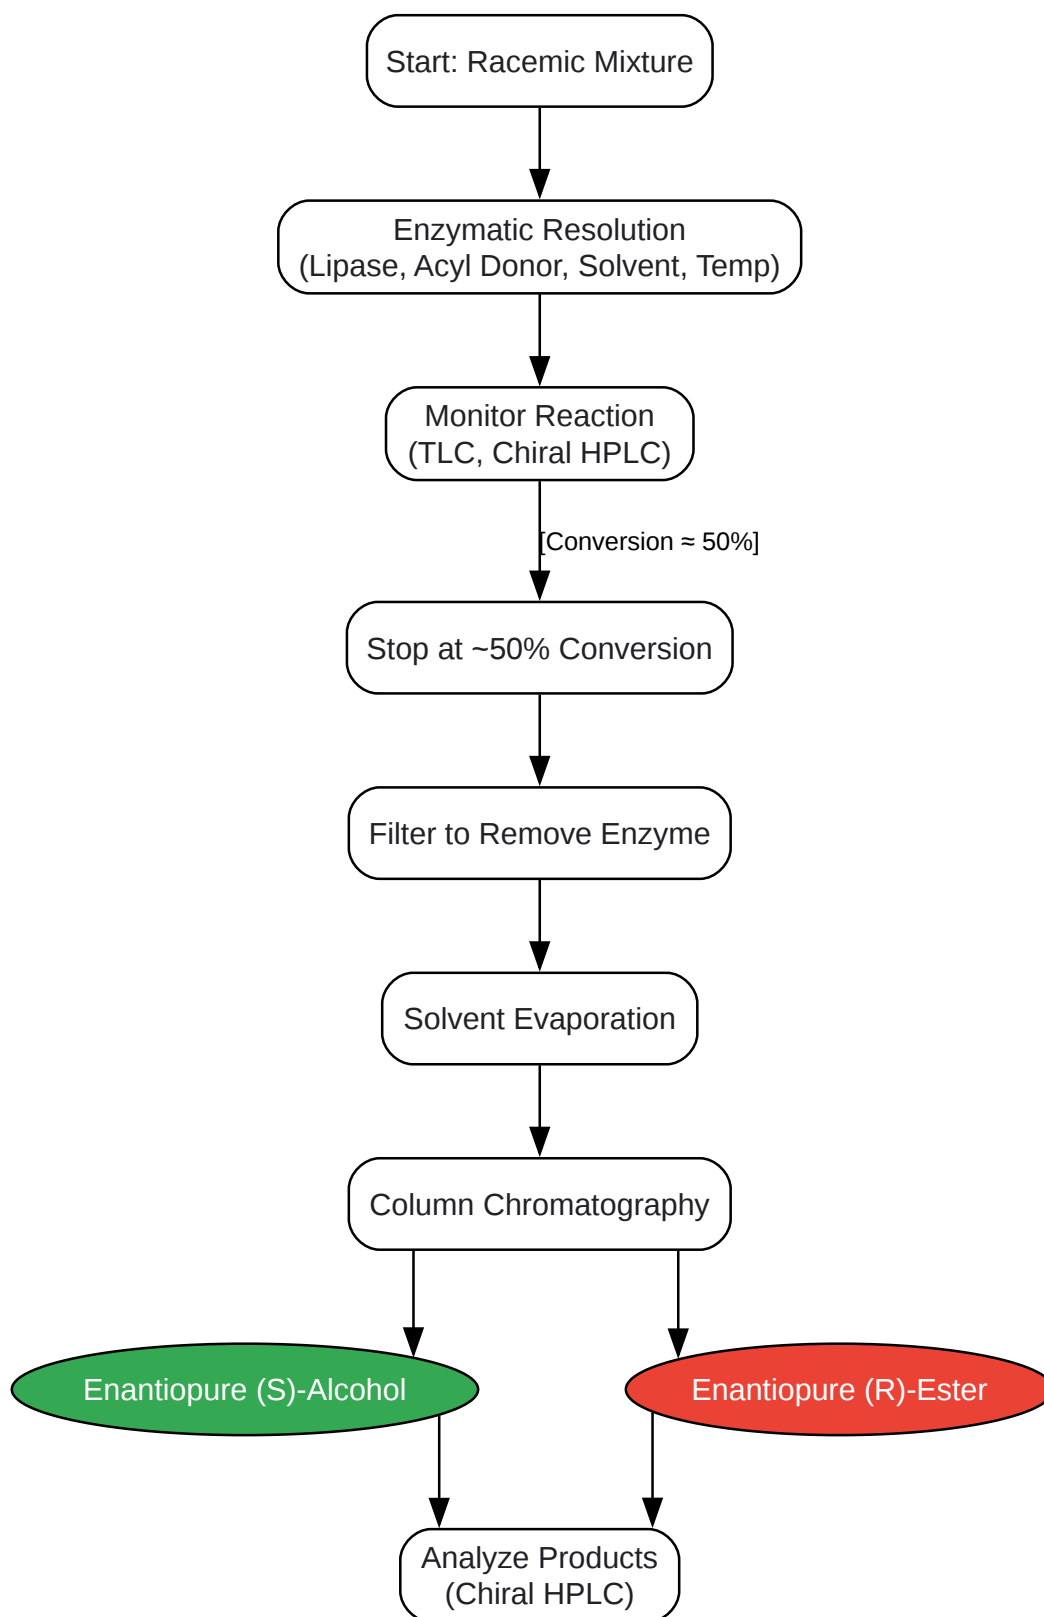 Start: Racemic Mixture
Enzymatic Resolution
(Lipase, Acyl Donor, Solvent, Temp)
Monitor Reaction
(TLC, Chiral HPLC)
[Conversion ≈ 50%]
Stop at ~50% Conversion
Filter to Remove Enzyme
Solvent Evaporation
Column Chromatography
Enantiopure (S)-Alcohol
Enantiopure (R)-Ester
Analyze Products
(Chiral HPLC)